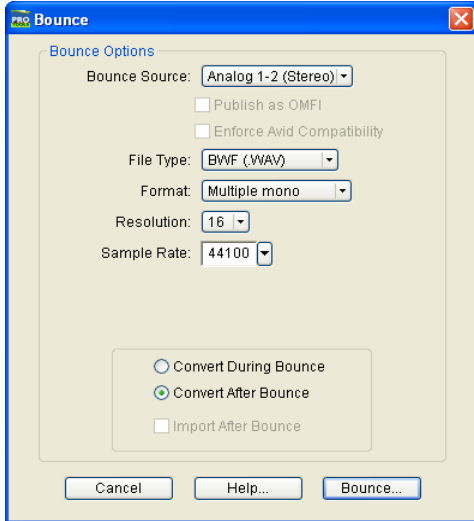 PRO TOOLS Bounce
Bounce Options
Bounce Source: Analog 1-2 (Stereo)
Publish as OMFI
Enforce Avid Compatibility
File Type: BWF (.WAV)
Format: Multiple mono
Resolution: 16
Sample Rate: 44100
Convert During Bounce
Convert After Bounce
Import After Bounce
Cancel Help... Bounce...